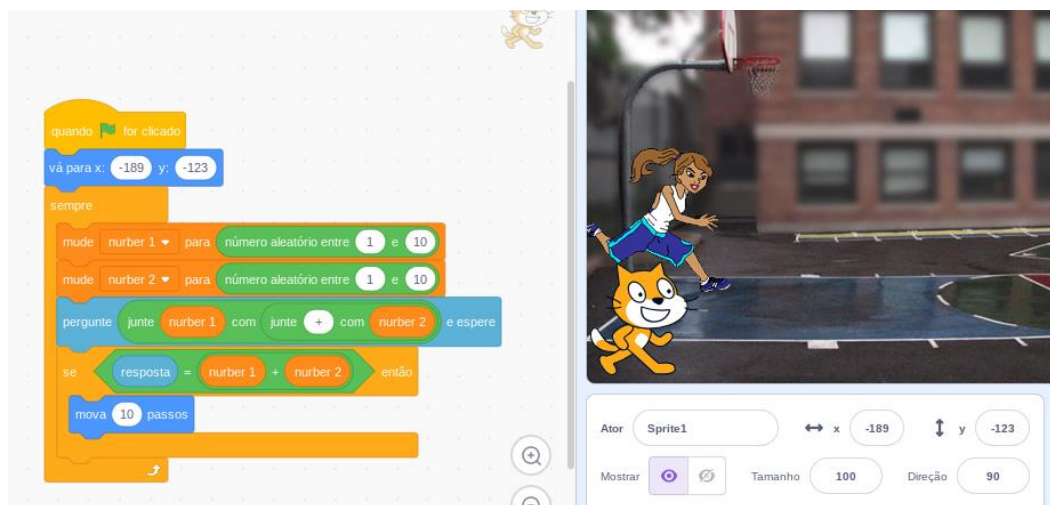 quando for clicado
vá para x: -189 y: -123
sempre
mude nurber 1 para número aleatório entre 1 e 10
mude nurber 2 para número aleatório entre 1 e 10
pergunte junte nurber 1 com junte + com nurber 2 e espere
se resposta = nurber 1 + nurber 2 então
mova 10 passos
Ator Sprite1 x -189 y -123
Mostrar Tamanho 100 Direção 90